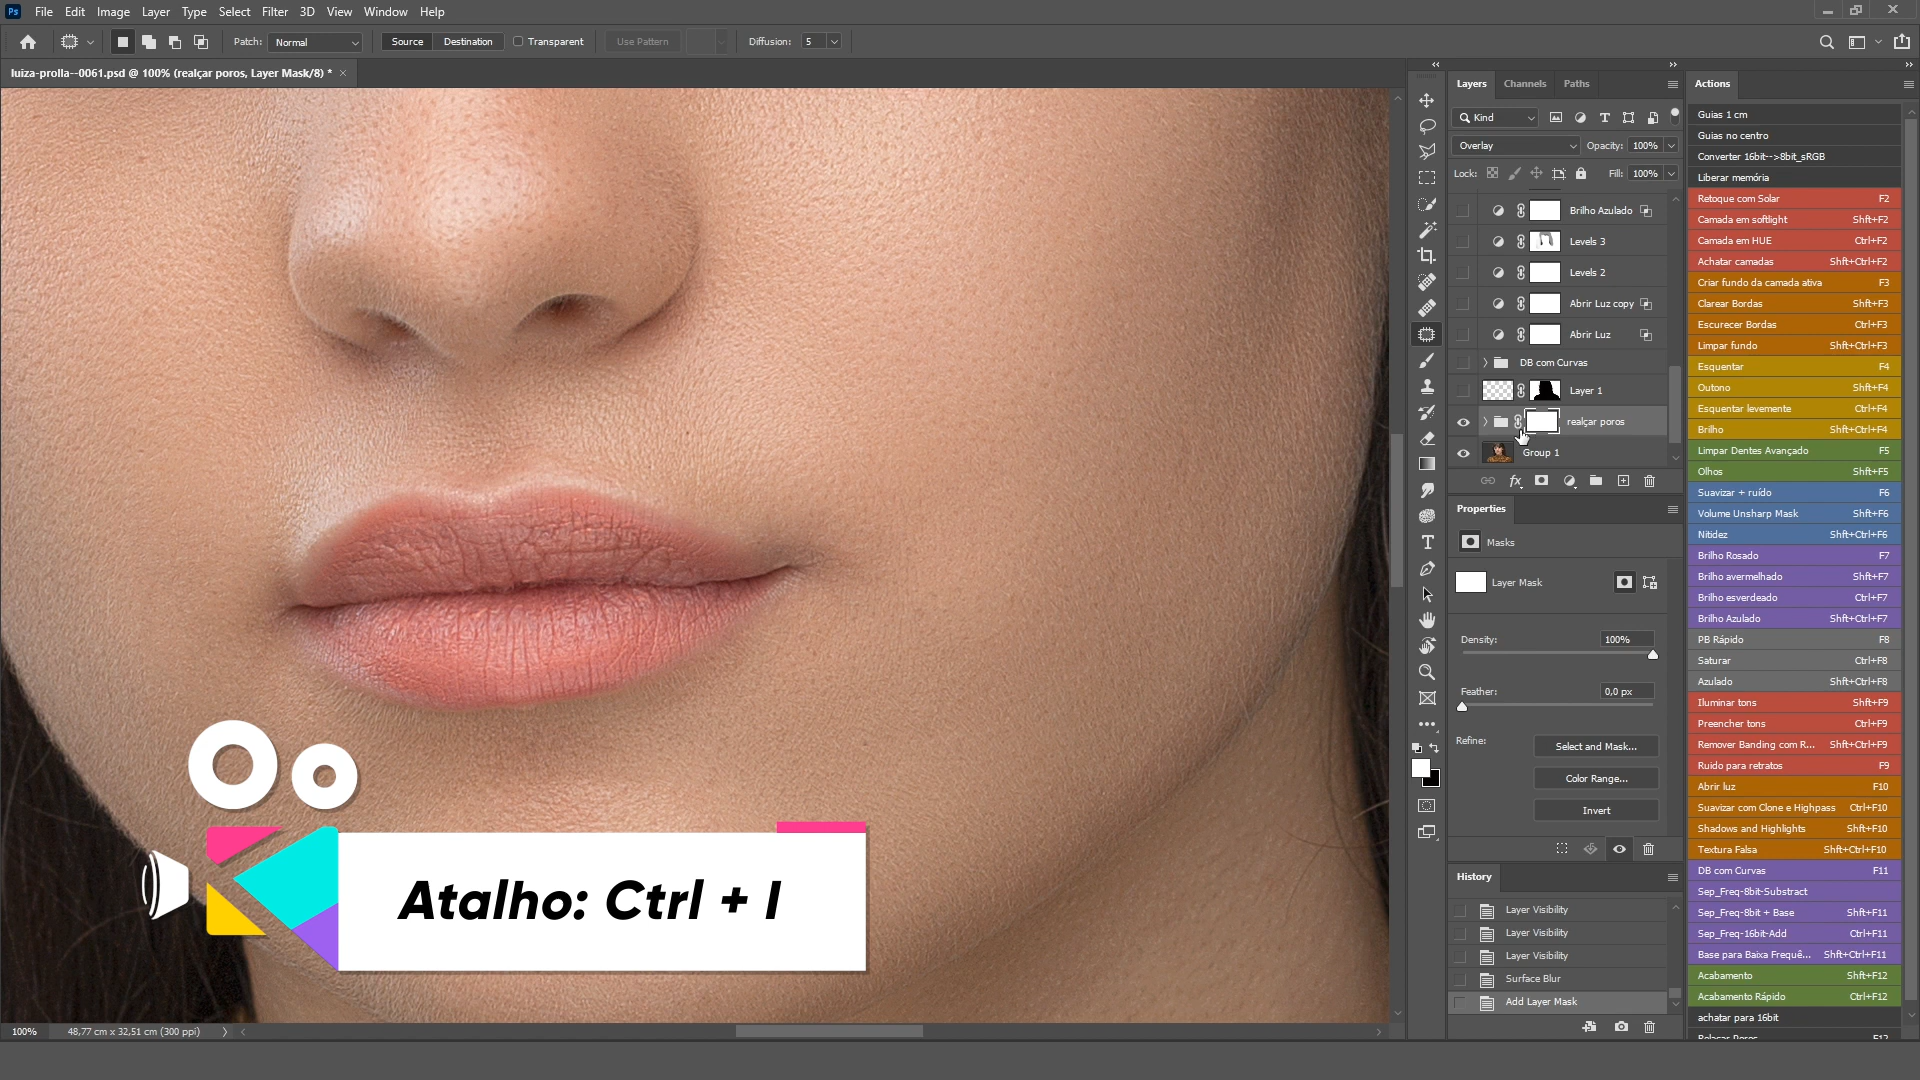 Ps File Edit Image Layer Type Select Filter 3D View Window Help
Patch: Normal Source Destination Transparent Use Pattern Diffusion: 5
luiza-prolla--0061.psd @ 100% (realçar poros, Layer Mask/8) * ×
Layers Channels Paths
Kind
Overlay Opacity: 100%
Lock: Fill: 100%
Brilho Azulado
Levels 3
Levels 2
Abrir Luz copy
Abrir Luz
DB com Curvas
Layer 1
realçar poros
Group 1
fx
Properties
Masks
Layer Mask
Density: 100%
Feather: 0,0 px
Refine: Select and Mask...
Color Range...
Invert
History
Layer Visibility
Layer Visibility
Layer Visibility
Surface Blur
Add Layer Mask
Actions
Guias 1 cm
Guias no centro
Converter 16bit-->8bit_sRGB
Liberar memória
Retoque com Solar F2
Camada em softlight Shft+F2
Camada em HUE Ctrl+F2
Achatar camadas Shft+Ctrl+F2
Criar fundo da camada ativa F3
Clarear Bordas Shft+F3
Escurecer Bordas Ctrl+F3
Limpar fundo Shft+Ctrl+F3
Esquentar F4
Outono Shft+F4
Esquentar levemente Ctrl+F4
Brilho Shft+Ctrl+F4
Limpar Dentes Avançado F5
Olhos Shft+F5
Suavizar + ruído F6
Volume Unsharp Mask Shft+F6
Nitidez Shft+Ctrl+F6
Brilho Rosado F7
Brilho avermelhado Shft+F7
Brilho esverdeado Ctrl+F7
Brilho Azulado Shft+Ctrl+F7
PB Rápido F8
Saturar Ctrl+F8
Azulado Shft+Ctrl+F8
Iluminar tons Shft+F9
Preencher tons Ctrl+F9
Remover Banding com R... Shft+Ctrl+F9
Ruido para retratos F9
Abrir luz F10
Suavizar com Clone e Highpass Ctrl+F10
Shadows and Highlights Shft+F10
Textura Falsa Shft+Ctrl+F10
DB com Curvas F11
Sep_Freq-8bit-Substract
Sep_Freq-8bit + Base Shft+F11
Sep_Freq-16bit-Add Ctrl+F11
Base para Baixa Frequê... Shft+Ctrl+F11
Acabamento Shft+F12
Acabamento Rápido Ctrl+F12
achatar para 16bit
Atalho: Ctrl + I
100% 48,77 cm x 32,51 cm (300 ppi)